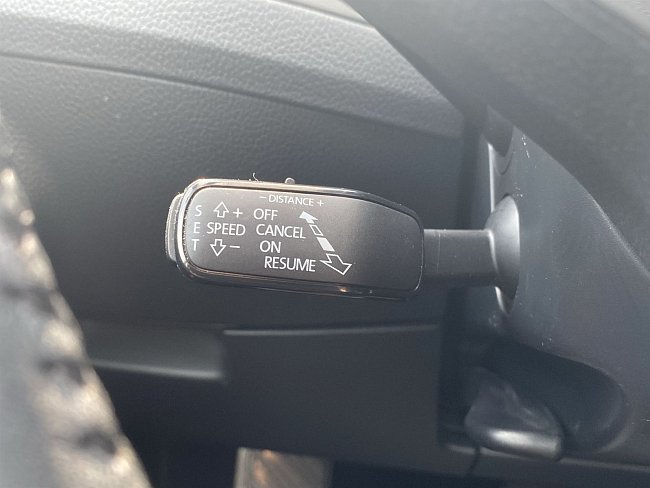 - DISTANCE +
S + OFF
E SPEED CANCEL
T - ON
RESUME